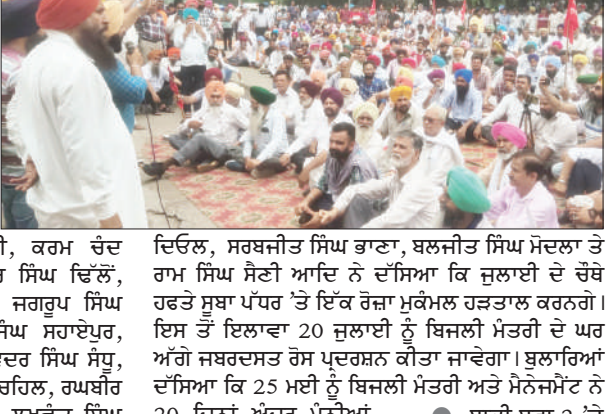 ੀ, ਕਰਮ ਚੰਦ
ਸਿੰਘ ਢਿੱਲੋਂ,
ਜਗਰੂਪ ਸਿੰਘ
ਸਿੰਘ ਸਹਾਏਪੁਰ,
ਦਰ ਸਿੰਘ ਸੰਧੂ,
ਚਹਿਲ, ਰਘਬੀਰ
ਦਿਓਲ, ਸਰਬਜੀਤ ਸਿੰਘ ਭਾਣਾ, ਬਲਜੀਤ ਸਿੰਘ ਮੋਦਲਾ ਤੇ
ਰਾਮ ਸਿੰਘ ਸੈਣੀ ਆਦਿ ਨੇ ਦੱਸਿਆ ਕਿ ਜੁਲਾਈ ਦੇ ਚੌਥੇ
ਹਫਤੇ ਸੂਬਾ ਪੱਧਰ ’ਤੇ ਇੱਕ ਰੋਜ਼ਾ ਮੁਕੰਮਲ ਹੜਤਾਲ ਕਰਨਗੇ।
ਇਸ ਤੋਂ ਇਲਾਵਾ 20 ਜੁਲਾਈ ਨੂੰ ਬਿਜਲੀ ਮੰਤਰੀ ਦੇ ਘਰ
ਅੱਗੇ ਜਬਰਦਸਤ ਰੋਸ ਪ੍ਰਦਰਸ਼ਨ ਕੀਤਾ ਜਾਵੇਗਾ। ਬੁਲਾਰਿਆਂ
ਦੱਸਿਆ ਕਿ 25 ਮਈ ਨੂੰ ਬਿਜਲੀ ਮੰਤਰੀ ਅਤੇ ਮੈਨੇਜਮੈਂਟ ਨੇ